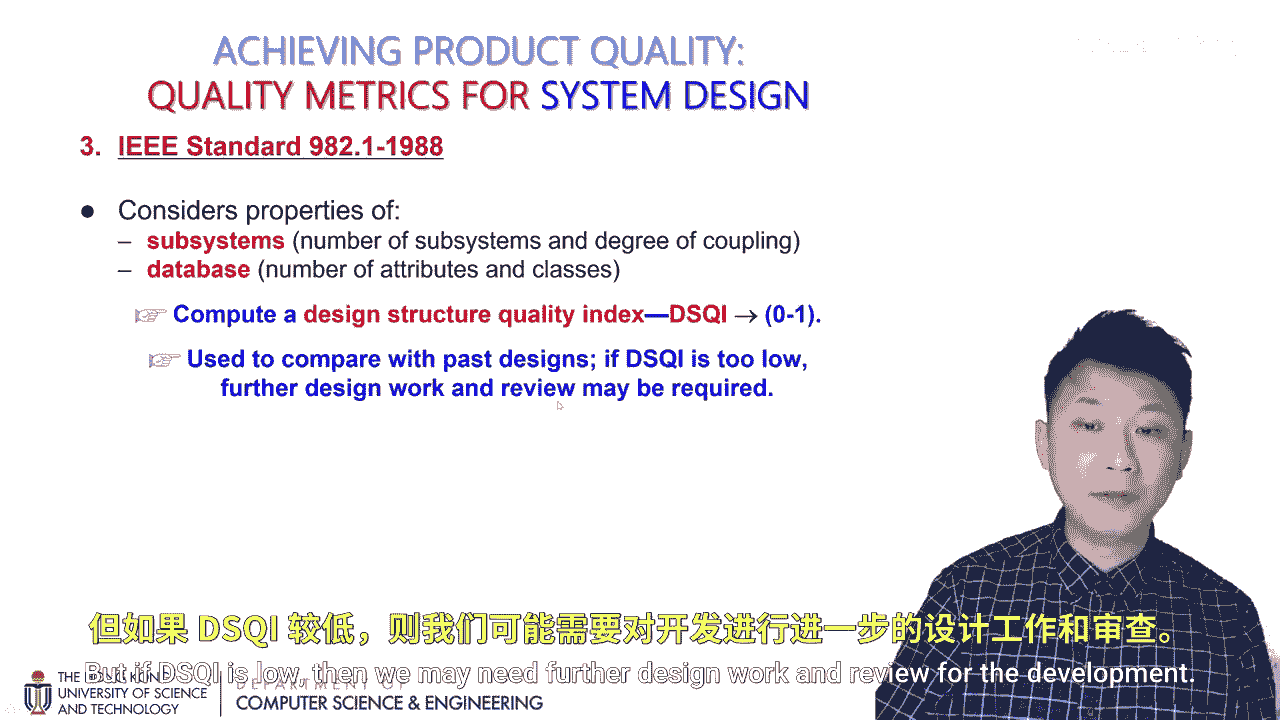 ACHIEVING PRODUCT QUALITY:
QUALITY METRICS FOR SYSTEM DESIGN
3. IEEE Standard 982.1-1988
● Considers properties of:
– subsystems (number of subsystems and degree of coupling)
– database (number of attributes and classes)
☞ Compute a design structure quality index—DSQI → (0-1).
☞ Used to compare with past designs; if DSQI is too low,
further design work and review may be required.
但如果 DSQI 较低，则我们可能需要对开发进行进一步的设计工作和审查。
But if DSQI is low, then we may need further design work and review for the development.
THE HONG KONG
UNIVERSITY OF SCIENCE
AND TECHNOLOGY
DEPARTMENT OF
COMPUTER SCIENCE & ENGINEERING